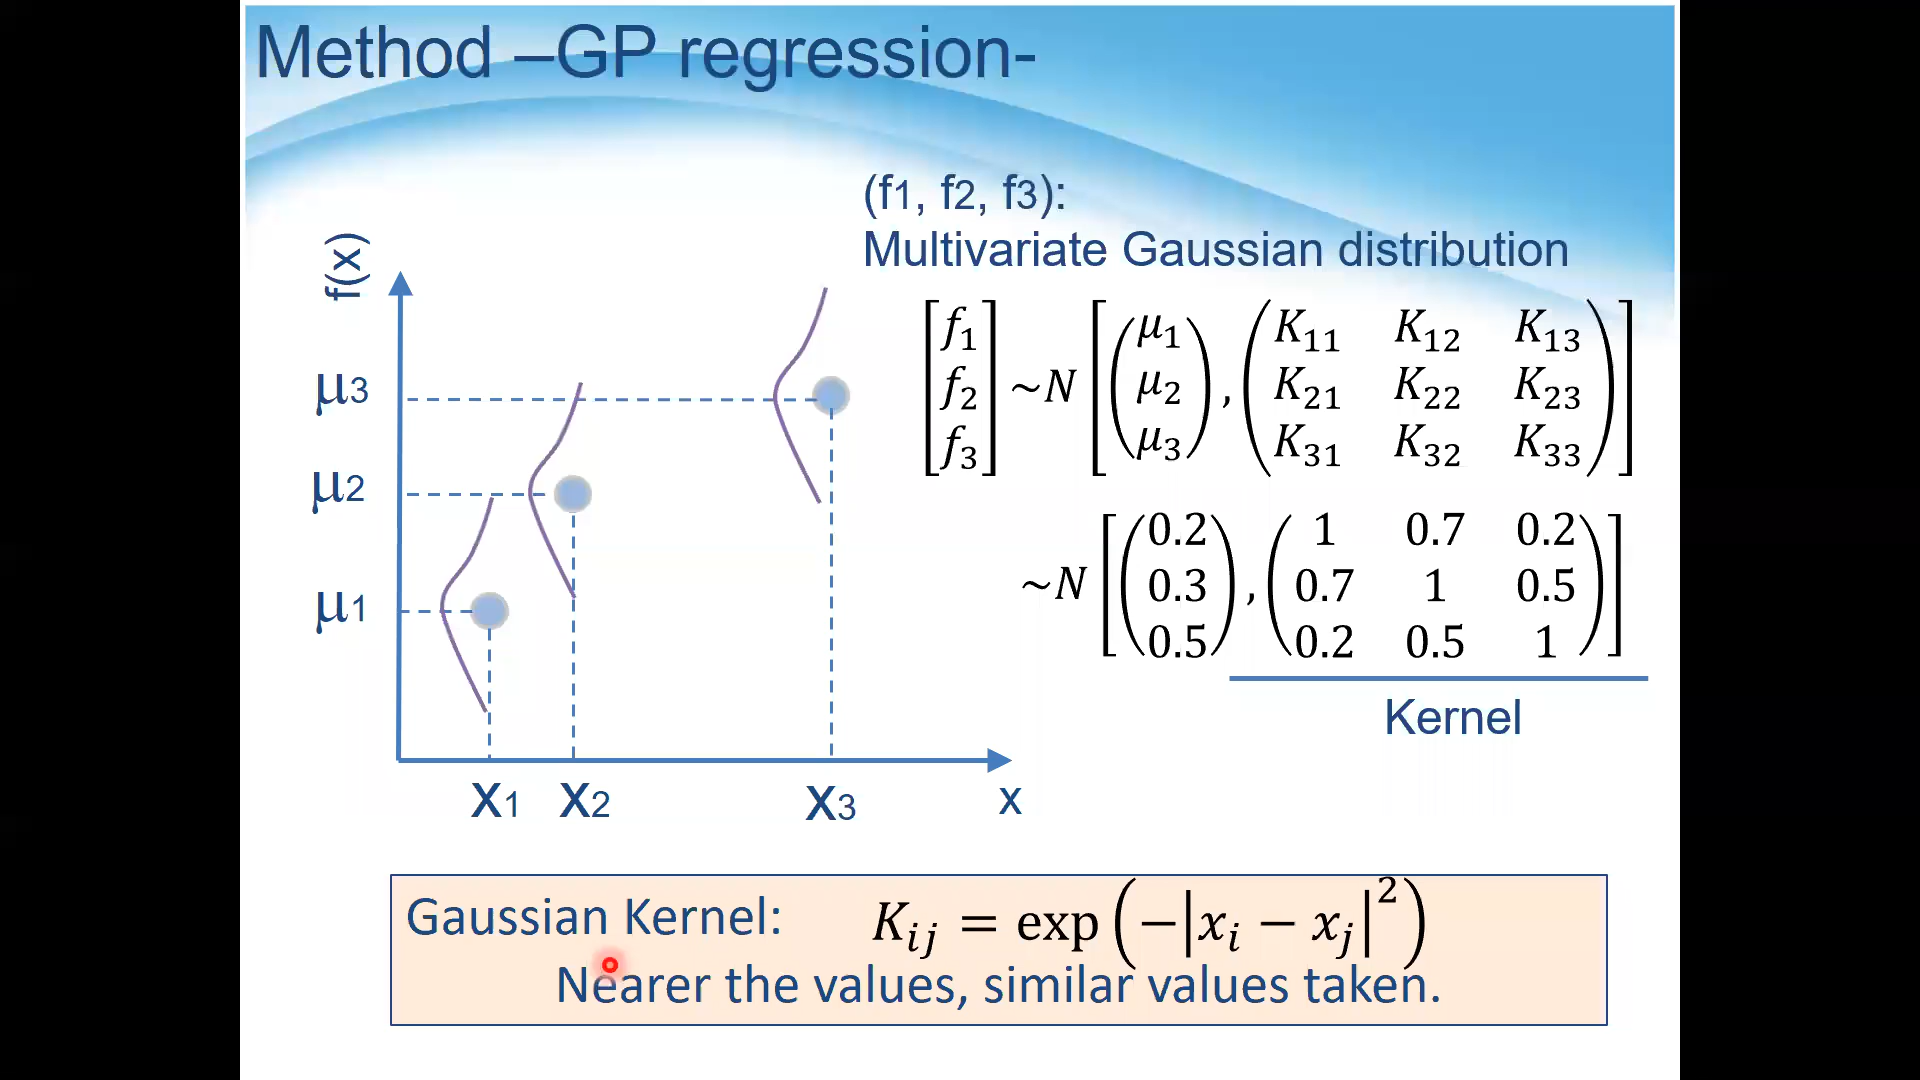 Method –GP regression-
(f1, f2, f3):
Multivariate Gaussian distribution
f(x)
μ3
μ2
μ1
x1 x2 x3 x
[f₁ f₂ f₃] ~N [(μ₁ μ₂ μ₃), (K₁₁ K₁₂ K₁₃
K₂₁ K₂₂ K₂₃
K₃₁ K₃₂ K₃₃)]
~N [(0.2 0.3 0.5), (1 0.7 0.2
0.7 1 0.5
0.2 0.5 1)]
Kernel
Gaussian Kernel: Kᵢⱼ = exp(−|xᵢ − xⱼ|²)
Nearer the values, similar values taken.